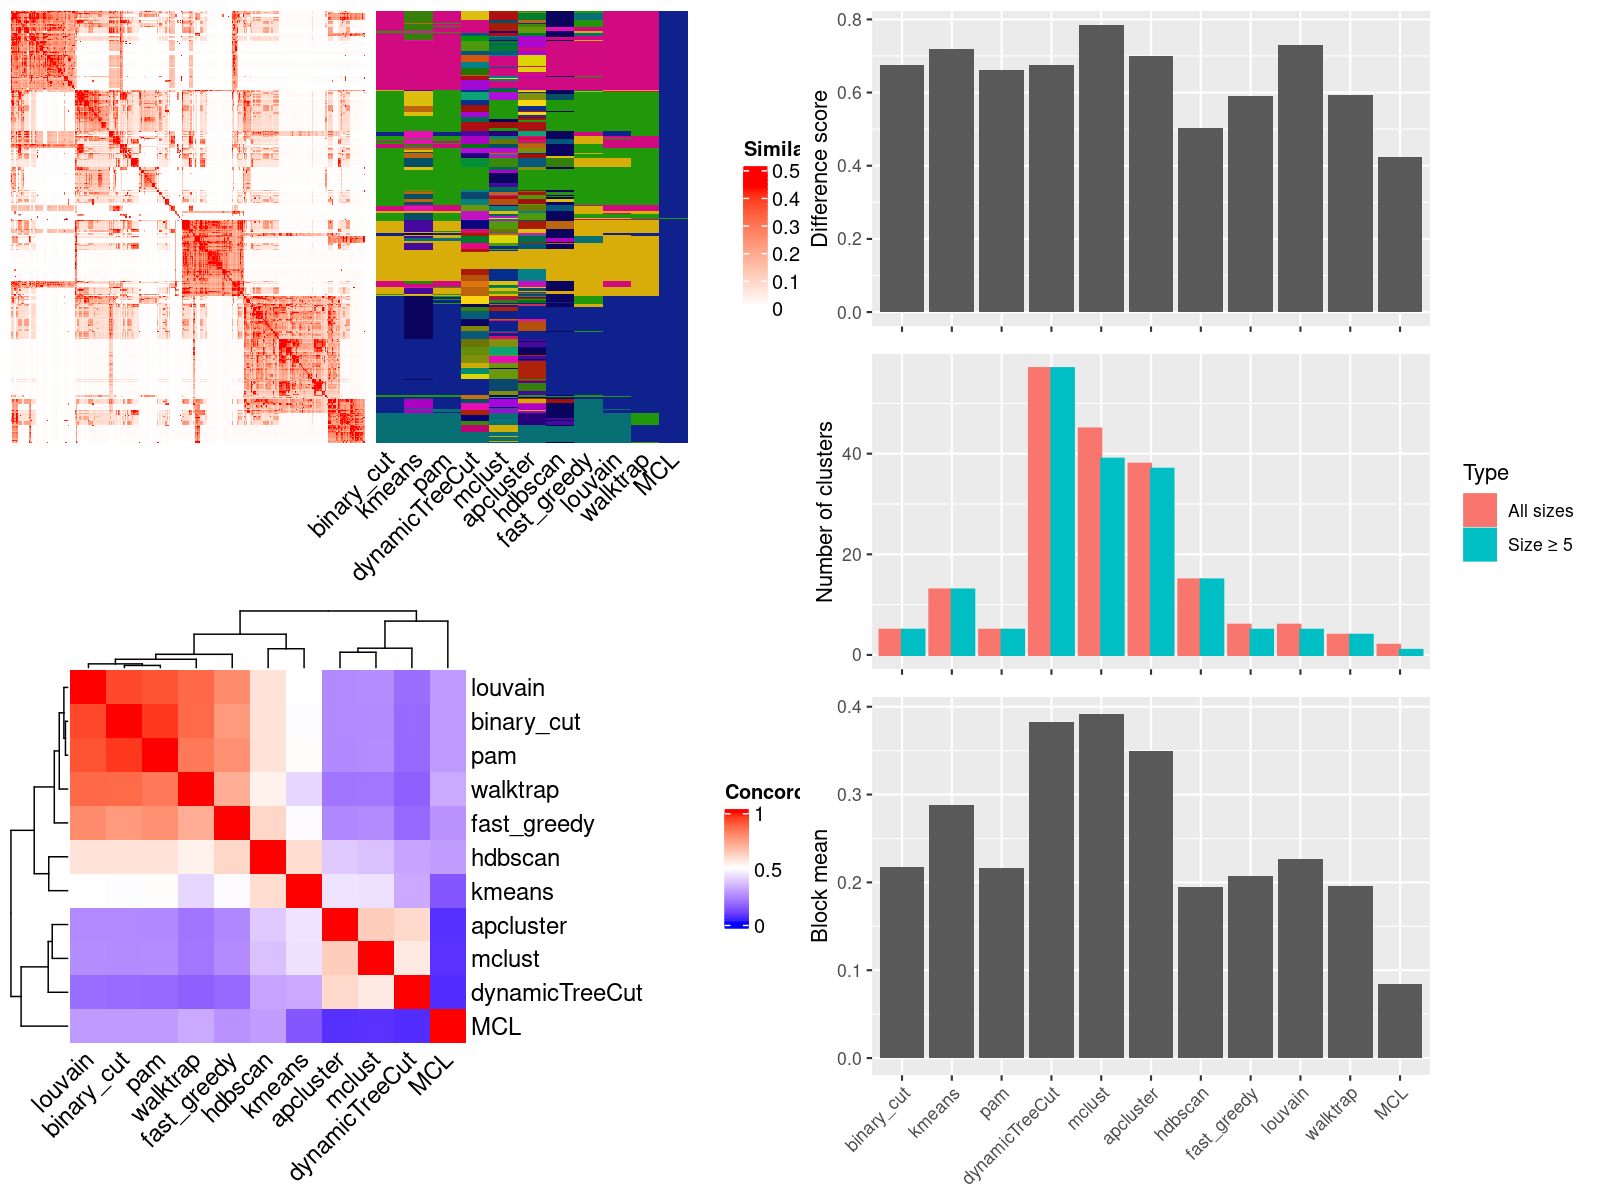 Simila
0.5
0.4
0.3
0.2
0.1
0
binary_cut
kmeans
pam
dynamicTreeCut
mclust
apcluster
hdbscan
fast_greedy
louvain
walktrap
MCL
louvain
binary_cut
pam
walktrap
fast_greedy
hdbscan
kmeans
apcluster
mclust
dynamicTreeCut
MCL
louvain
binary_cut
pam
walktrap
fast_greedy
hdbscan
kmeans
apcluster
mclust
dynamicTreeCut
MCL
Concor
1
0.5
0
Difference score
0.8
0.6
0.4
0.2
0.0
Number of clusters
40
20
0
Type
All sizes
Size ≥ 5
Block mean
0.4
0.3
0.2
0.1
0.0
binary_cut
kmeans
pam
dynamicTreeCut
mclust
apcluster
hdbscan
fast_greedy
louvain
walktrap
MCL